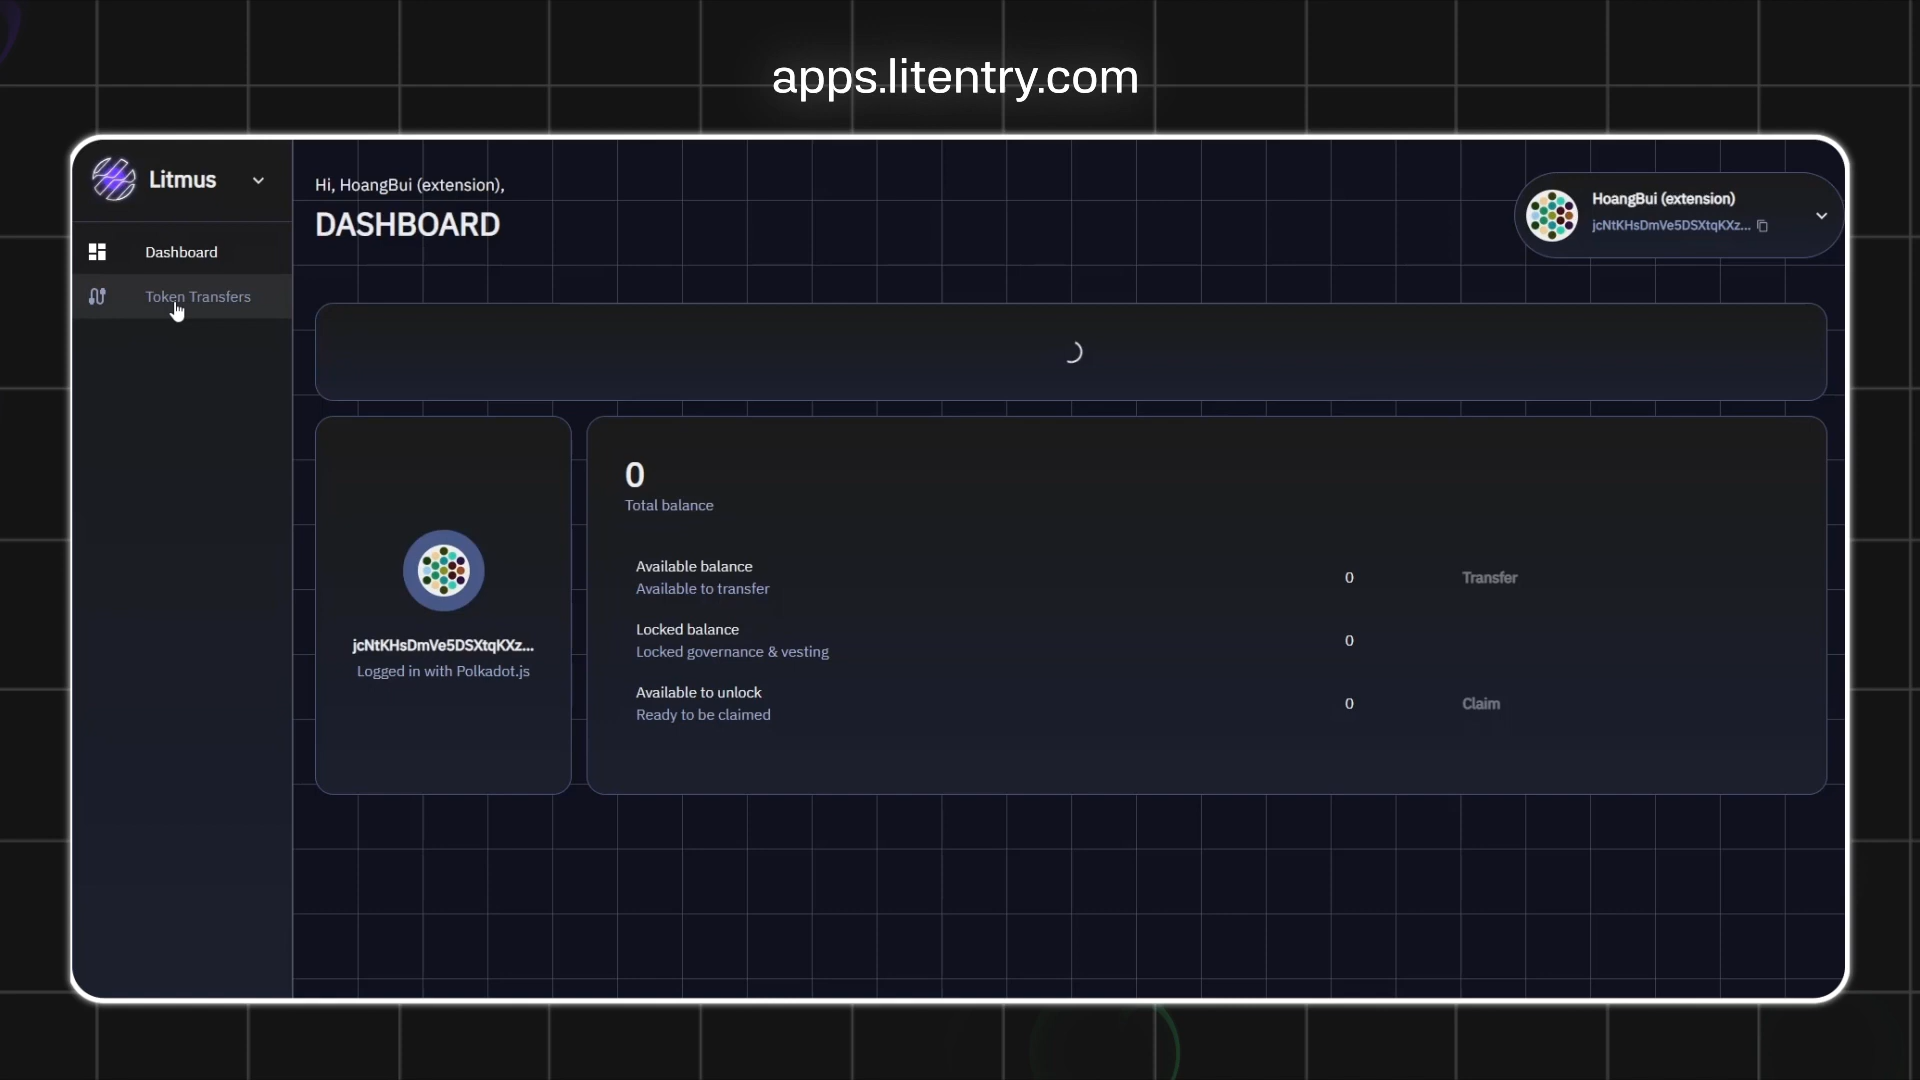 apps.litentry.com
Litmus
Dashboard
Token Transfers
Hi, HoangBui (extension),
DASHBOARD
HoangBui (extension)
jcNtKHsDmVe5DSXtqKXz...
jcNtKHsDmVe5DSXtqKXz...
Logged in with Polkadot.js
0
Total balance
Available balance
Available to transfer
0
Transfer
Locked balance
Locked governance & vesting
0
Available to unlock
Ready to be claimed
0
Claim